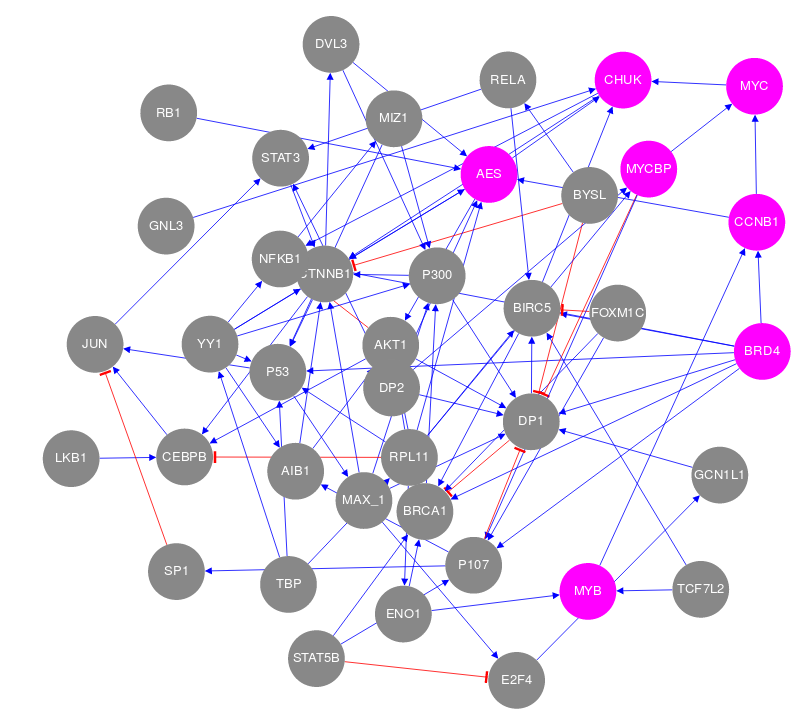 DVL3
RELA
CHUK
MYC
RB1
MIZ1
STAT3
AES
MYCBP
BYSL
GNL3
CCNB1
NFKB1
CTNNB1
P300
BIRC5
FOXM1C
JUN
YY1
AKT1
BRD4
P53
DP2
DP1
LKB1
CEBPB
AIB1
RPL11
GCN1L1
MAX_1
BRCA1
SP1
TBP
P107
MYB
TCF7L2
ENO1
STAT5B
E2F4